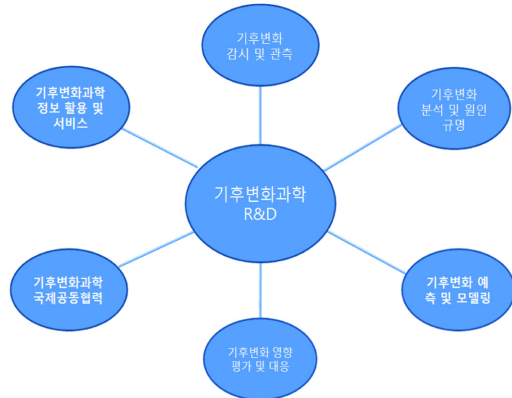 기후변화
감시 및 관측
기후변화과학
정보 활용 및
서비스
기후변화
분석 및 원인
규명
기후변화과학
R&D
기후변화과학
국제공동협력
기후변화 예
측 및 모델링
기후변화 영향
평가 및 대응